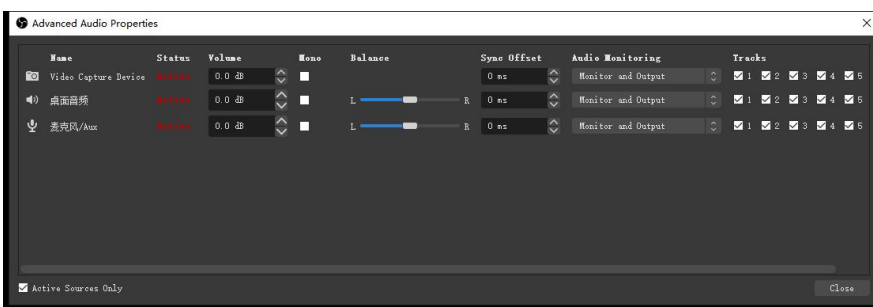 Advanced Audio Properties
Name Status Volume Mono Balance Sync Offset Audio Monitoring Tracks
Video Capture Device Active 0.0 dB 0 ms Monitor and Output 1 2 3 4 5
桌面音频 Active 0.0 dB L R 0 ms Monitor and Output 1 2 3 4 5
麦克风/Aux Active 0.0 dB L R 0 ms Monitor and Output 1 2 3 4 5
Active Sources Only Close